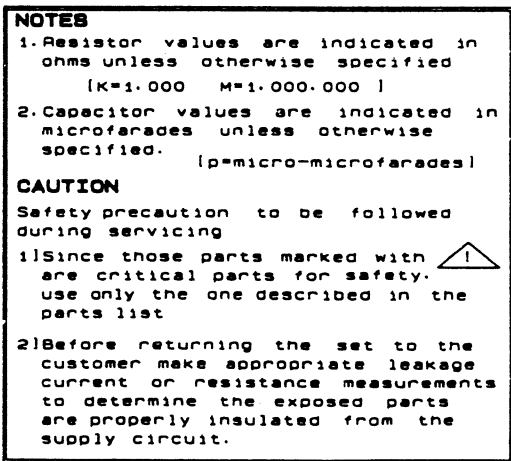 NOTES
1. Resistor values are indicated in
ohms unless otherwise specified
[K=1.000 M=1.000.000 ]
2. Capacitor values are indicated in
microfarades unless otherwise
specified.
[p=micro-microfarades]
CAUTION
Safety precaution to be followed
during servicing
1]Since those parts marked with !
are critical parts for safety.
use only the one described in the
parts list
2]Before returning the set to the
customer make appropriate leakage
current or resistance measurements
to determine the exposed parts
are properly insulated from the
supply circuit.